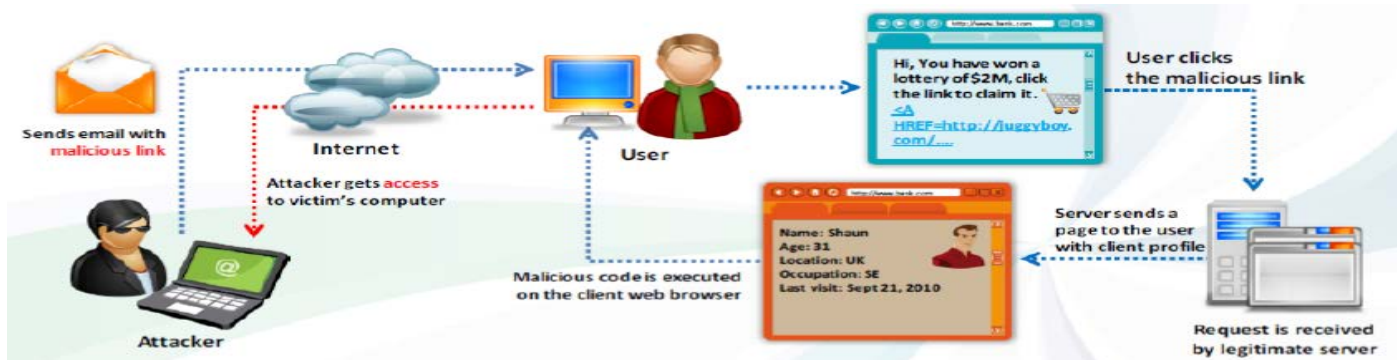 Sends email with
malicious link
Internet
Attacker gets access
to victim's computer
Attacker
User
http://www.bank.com
Hi, You have won a
lottery of $2M, click
the link to claim it.
<A
HREF=http://juggyboy.
com/....
User clicks
the malicious link
Request is received
by legitimate server
Server sends a
page to the user
with client profile
http://www.bank.com
Name: Shaun
Age: 31
Location: UK
Occupation: SE
Last visit: Sept 21, 2010
Malicious code is executed
on the client web browser